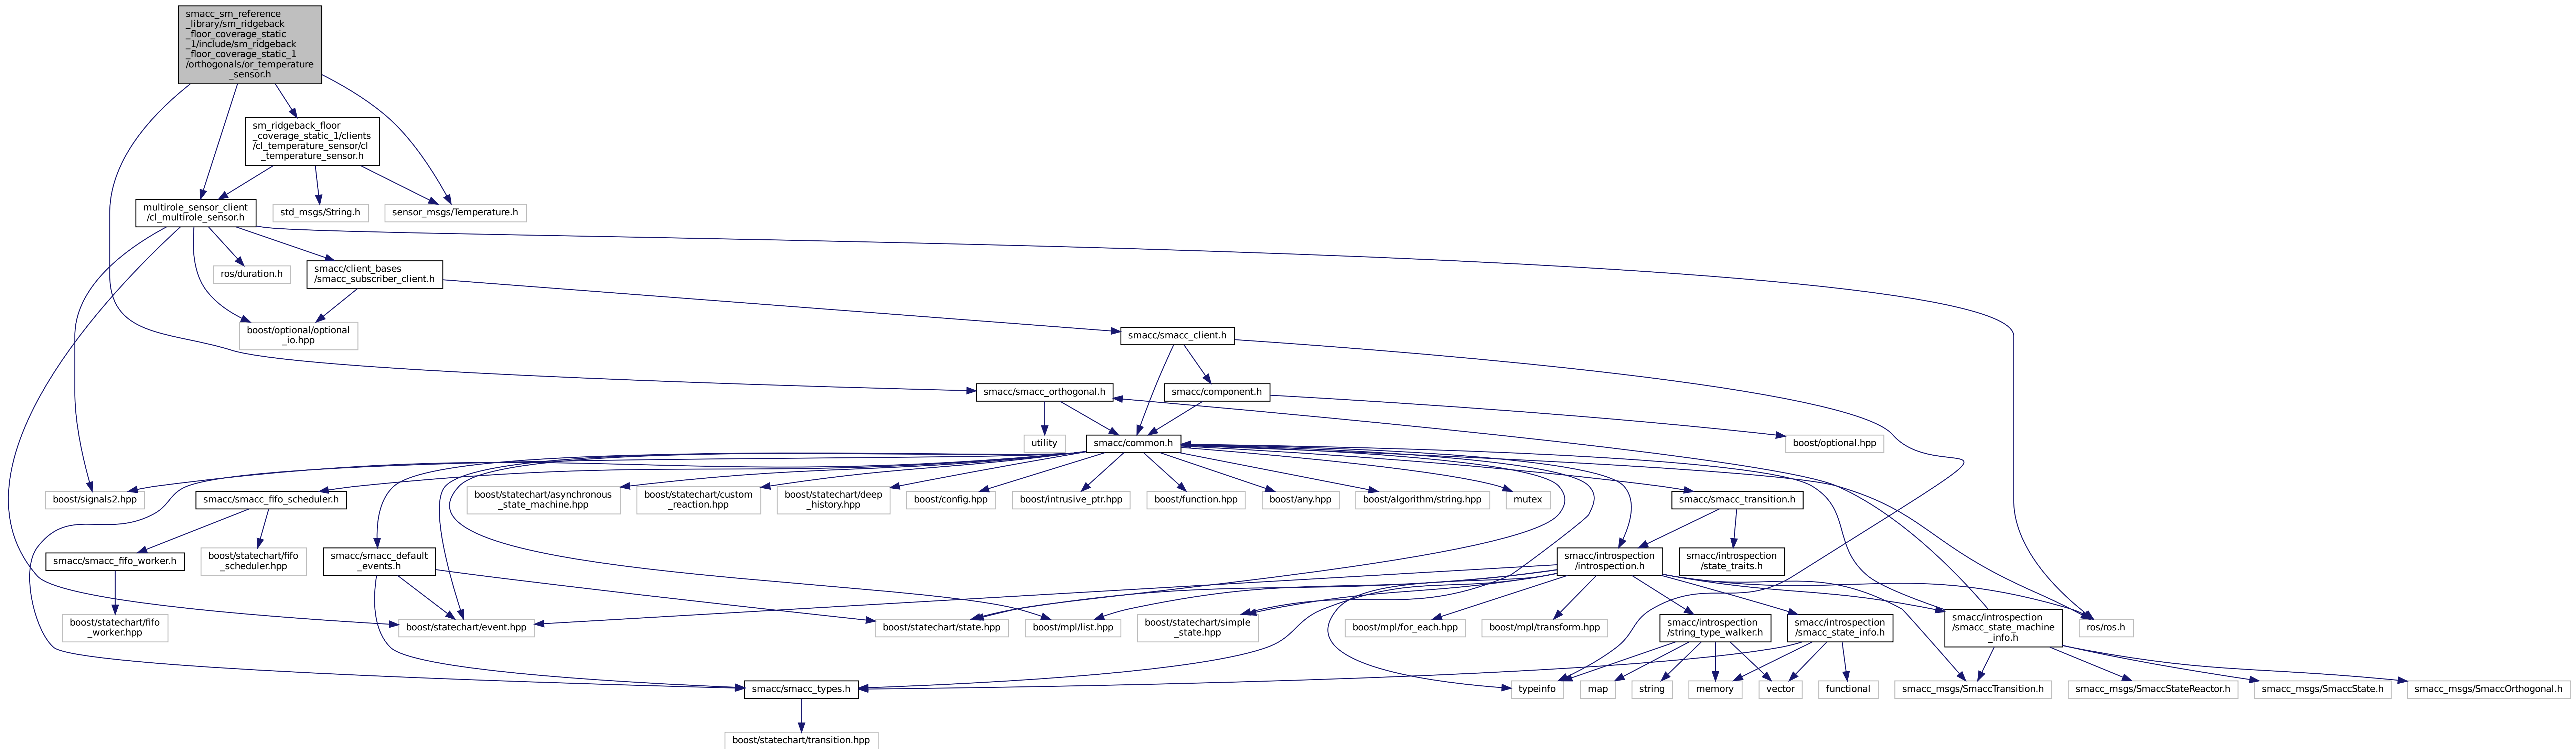 smacc_sm_reference
_library/sm_ridgeback
_floor_coverage_static
_1/include/sm_ridgeback
_floor_coverage_static_1
/orthogonals/or_temperature
_sensor.h
sm_ridgeback_floor
_coverage_static_1/clients
/cl_temperature_sensor/cl
_temperature_sensor.h
multirole_sensor_client
/cl_multirole_sensor.h
std_msgs/String.h
sensor_msgs/Temperature.h
ros/duration.h
smacc/client_bases
/smacc_subscriber_client.h
boost/optional/optional
_io.hpp
smacc/smacc_client.h
smacc/smacc_orthogonal.h
smacc/component.h
utility
smacc/common.h
boost/optional.hpp
boost/signals2.hpp
smacc/smacc_fifo_scheduler.h
boost/statechart/asynchronous
_state_machine.hpp
boost/statechart/custom
_reaction.hpp
boost/statechart/deep
_history.hpp
boost/config.hpp
boost/intrusive_ptr.hpp
boost/function.hpp
boost/any.hpp
boost/algorithm/string.hpp
mutex
smacc/smacc_transition.h
smacc/smacc_fifo_worker.h
boost/statechart/fifo
_scheduler.hpp
smacc/smacc_default
_events.h
smacc/introspection
/introspection.h
smacc/introspection
/state_traits.h
boost/statechart/fifo
_worker.hpp
boost/statechart/event.hpp
boost/statechart/state.hpp
boost/mpl/list.hpp
boost/statechart/simple
_state.hpp
boost/mpl/for_each.hpp
boost/mpl/transform.hpp
smacc/introspection
/string_type_walker.h
smacc/introspection
/smacc_state_info.h
smacc/introspection
/smacc_state_machine
_info.h
ros/ros.h
smacc/smacc_types.h
typeinfo
map
string
memory
vector
functional
smacc_msgs/SmaccTransition.h
smacc_msgs/SmaccStateReactor.h
smacc_msgs/SmaccState.h
smacc_msgs/SmaccOrthogonal.h
boost/statechart/transition.hpp